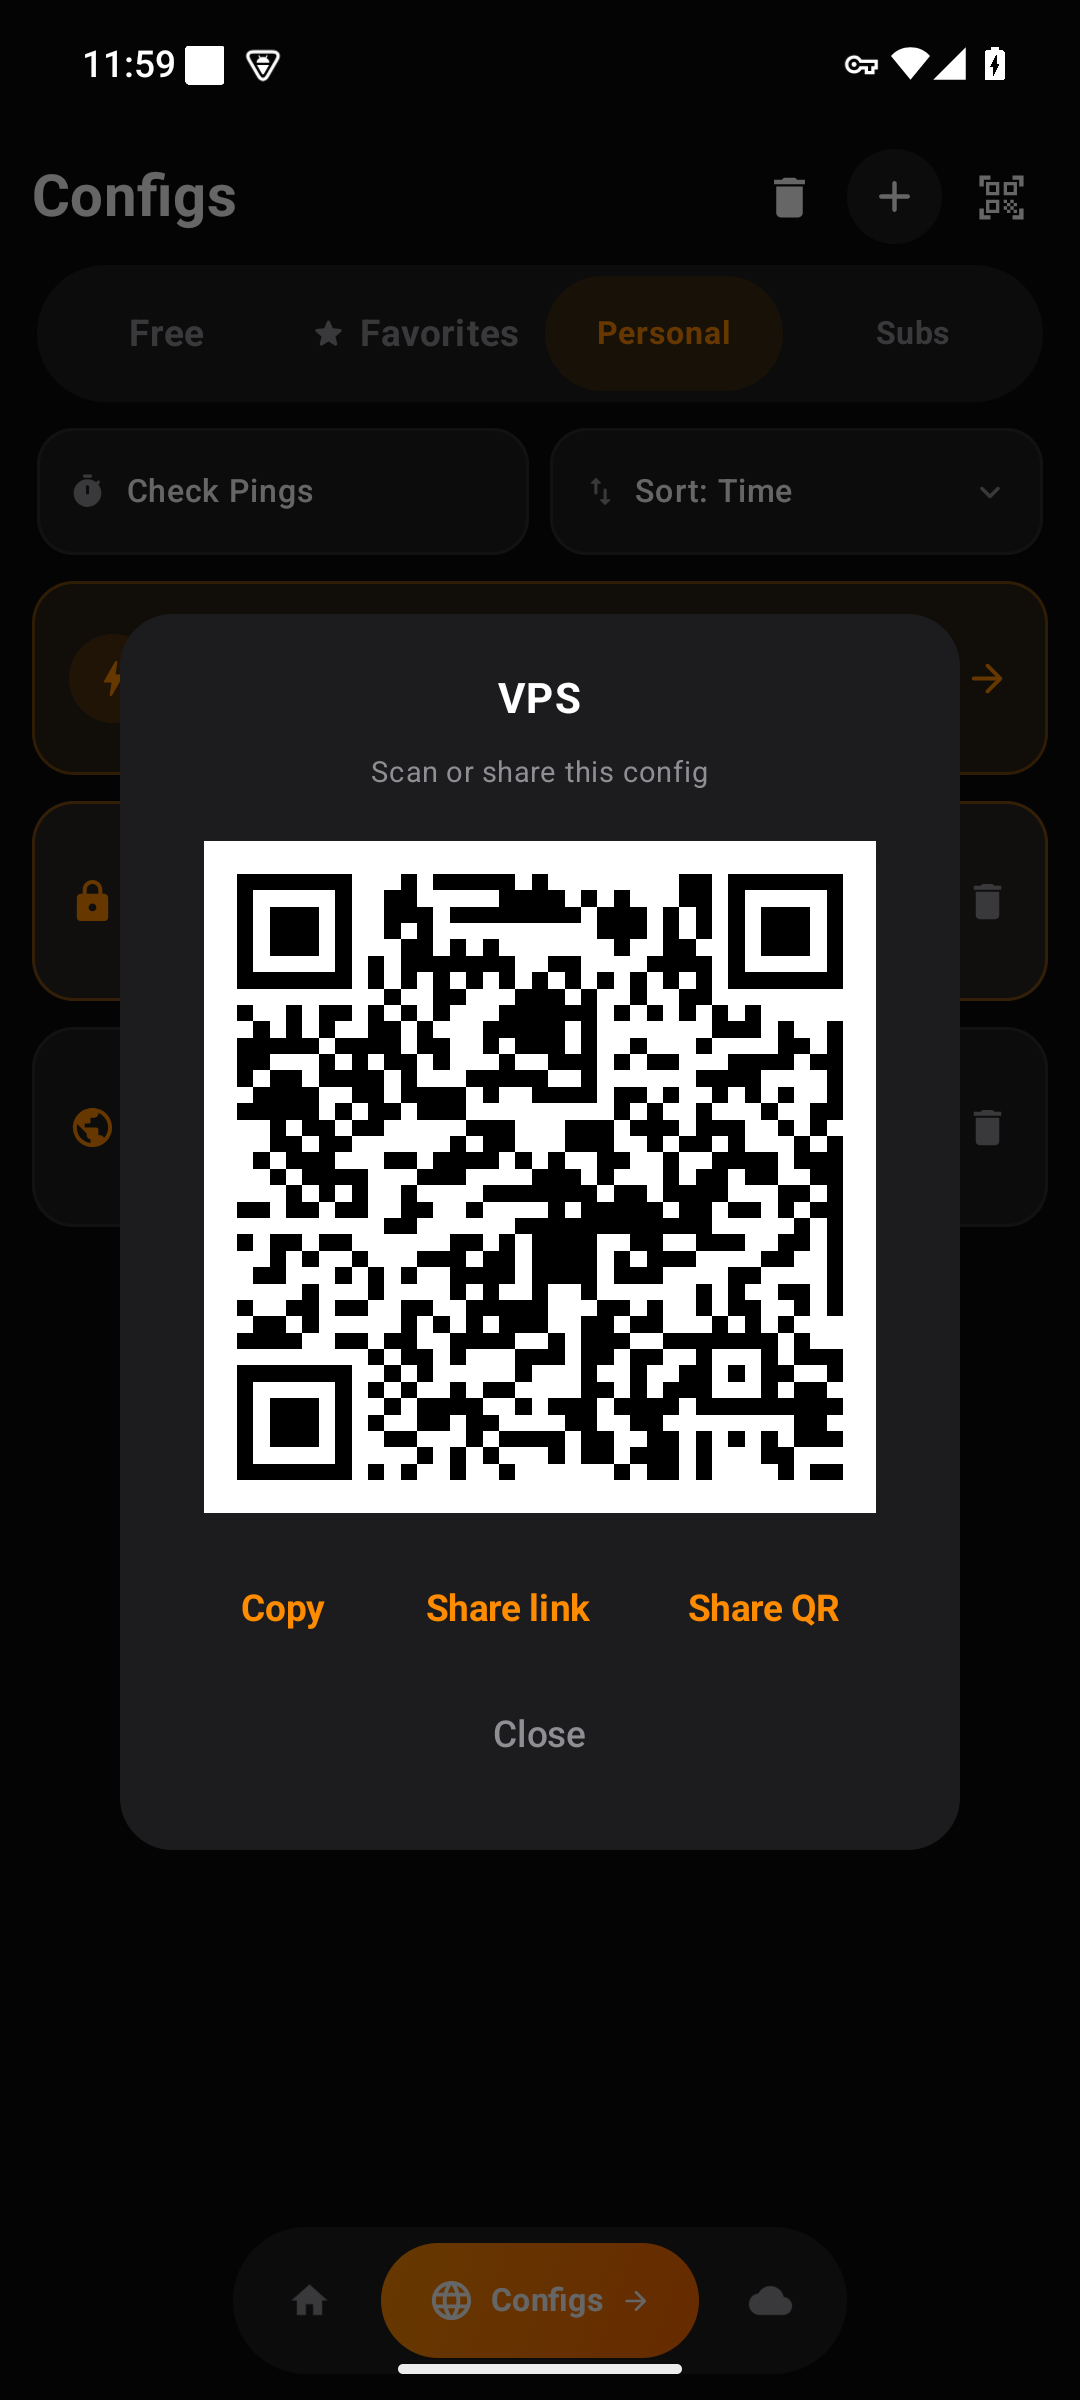 11:59
Configs
Free
Favorites
Personal
Subs
Check Pings
Sort: Time
VPS
Scan or share this config
Copy
Share link
Share QR
Close
Configs